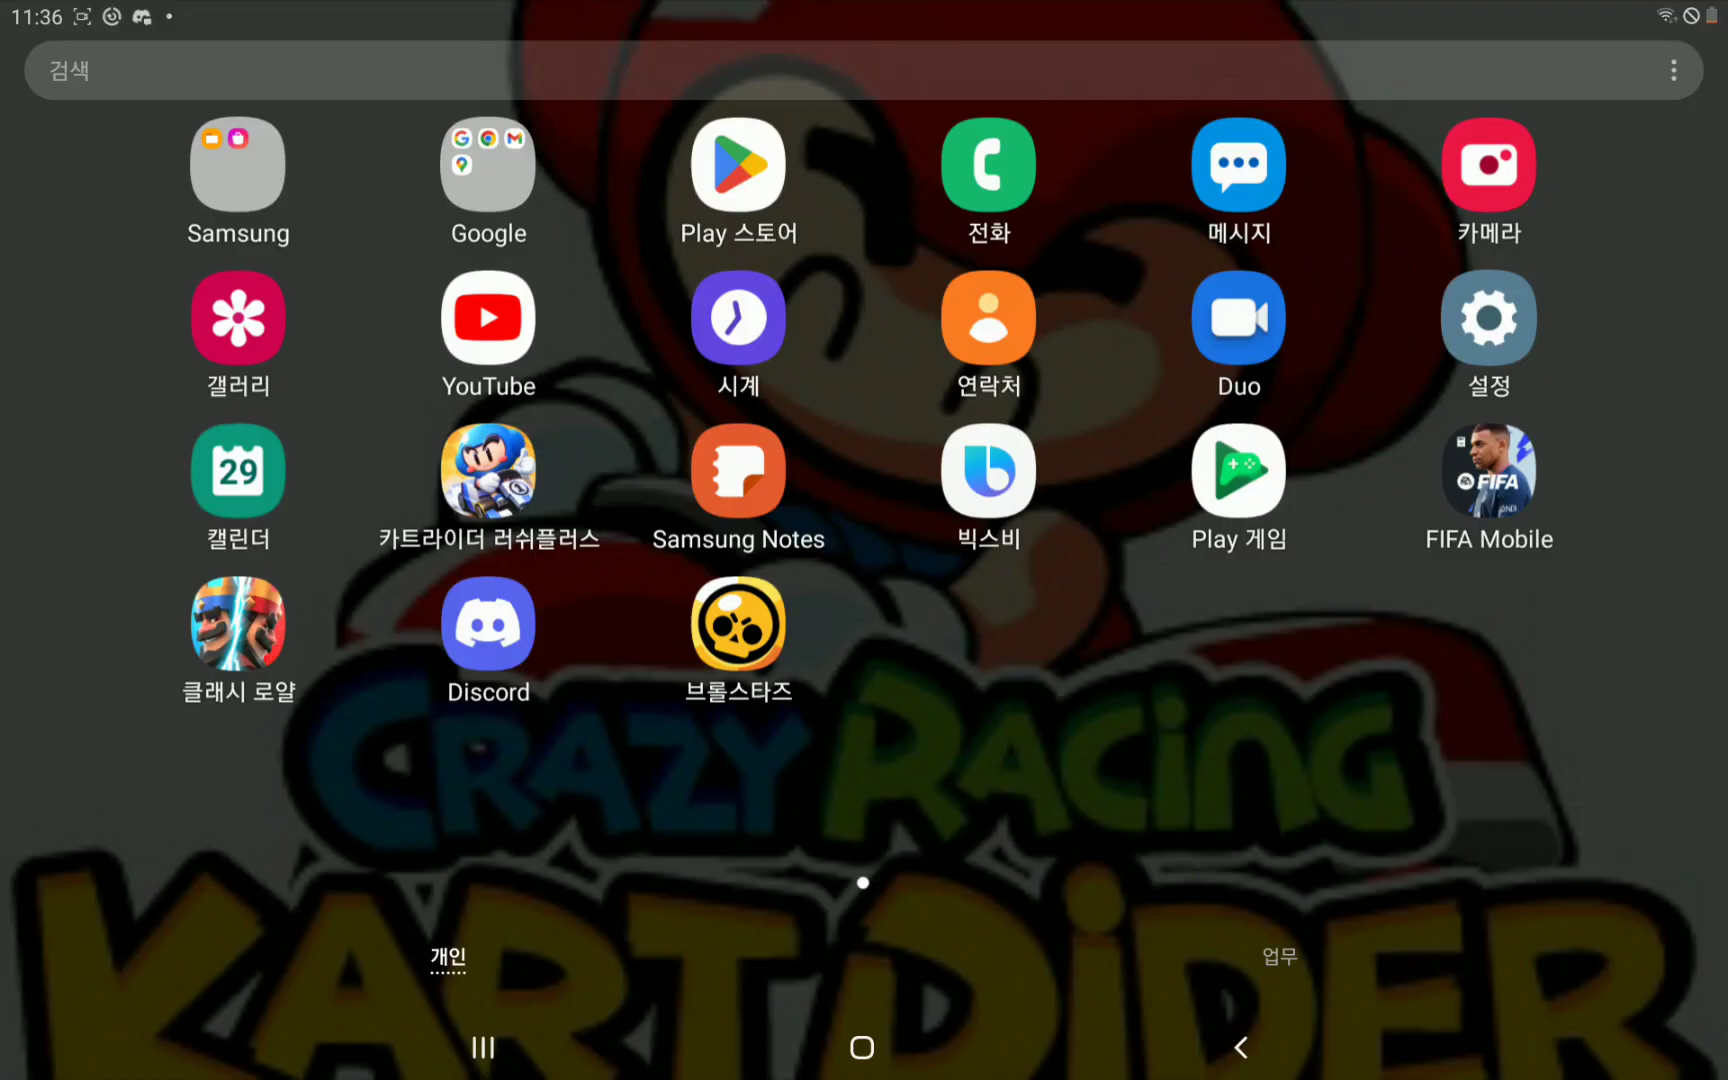 11:36
검색
Samsung
Google
Play 스토어
전화
메시지
카메라
갤러리
YouTube
시계
연락처
Duo
설정
29
캘린더
카트라이더 러쉬플러스
Samsung Notes
빅스비
Play 게임
FIFA
FIFA Mobile
클래시 로얄
Discord
브롤스타즈
CRAZY RACING
KARTRIDER
개인
업무